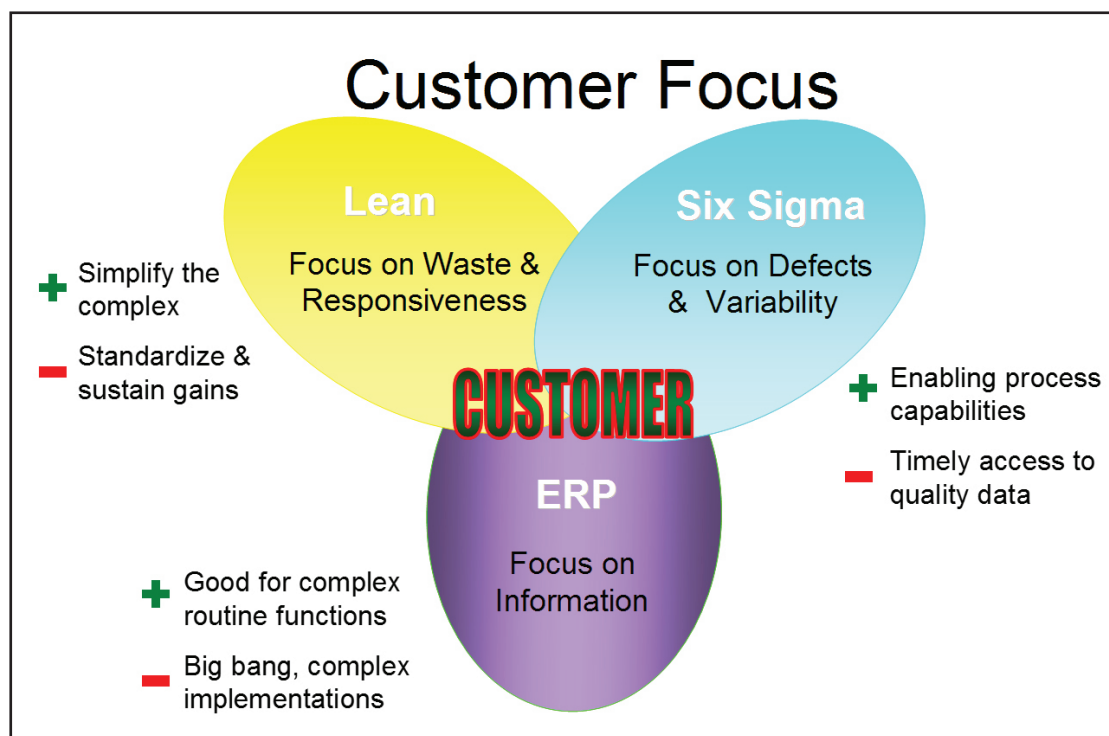 Customer Focus
Lean
Focus on Waste &
Responsiveness
Six Sigma
Focus on Defects
& Variability
Simplify the
complex
Standardize &
sustain gains
CUSTOMER
Enabling process
capabilities
Timely access to
quality data
ERP
Focus on
Information
Good for complex
routine functions
Big bang, complex
implementations